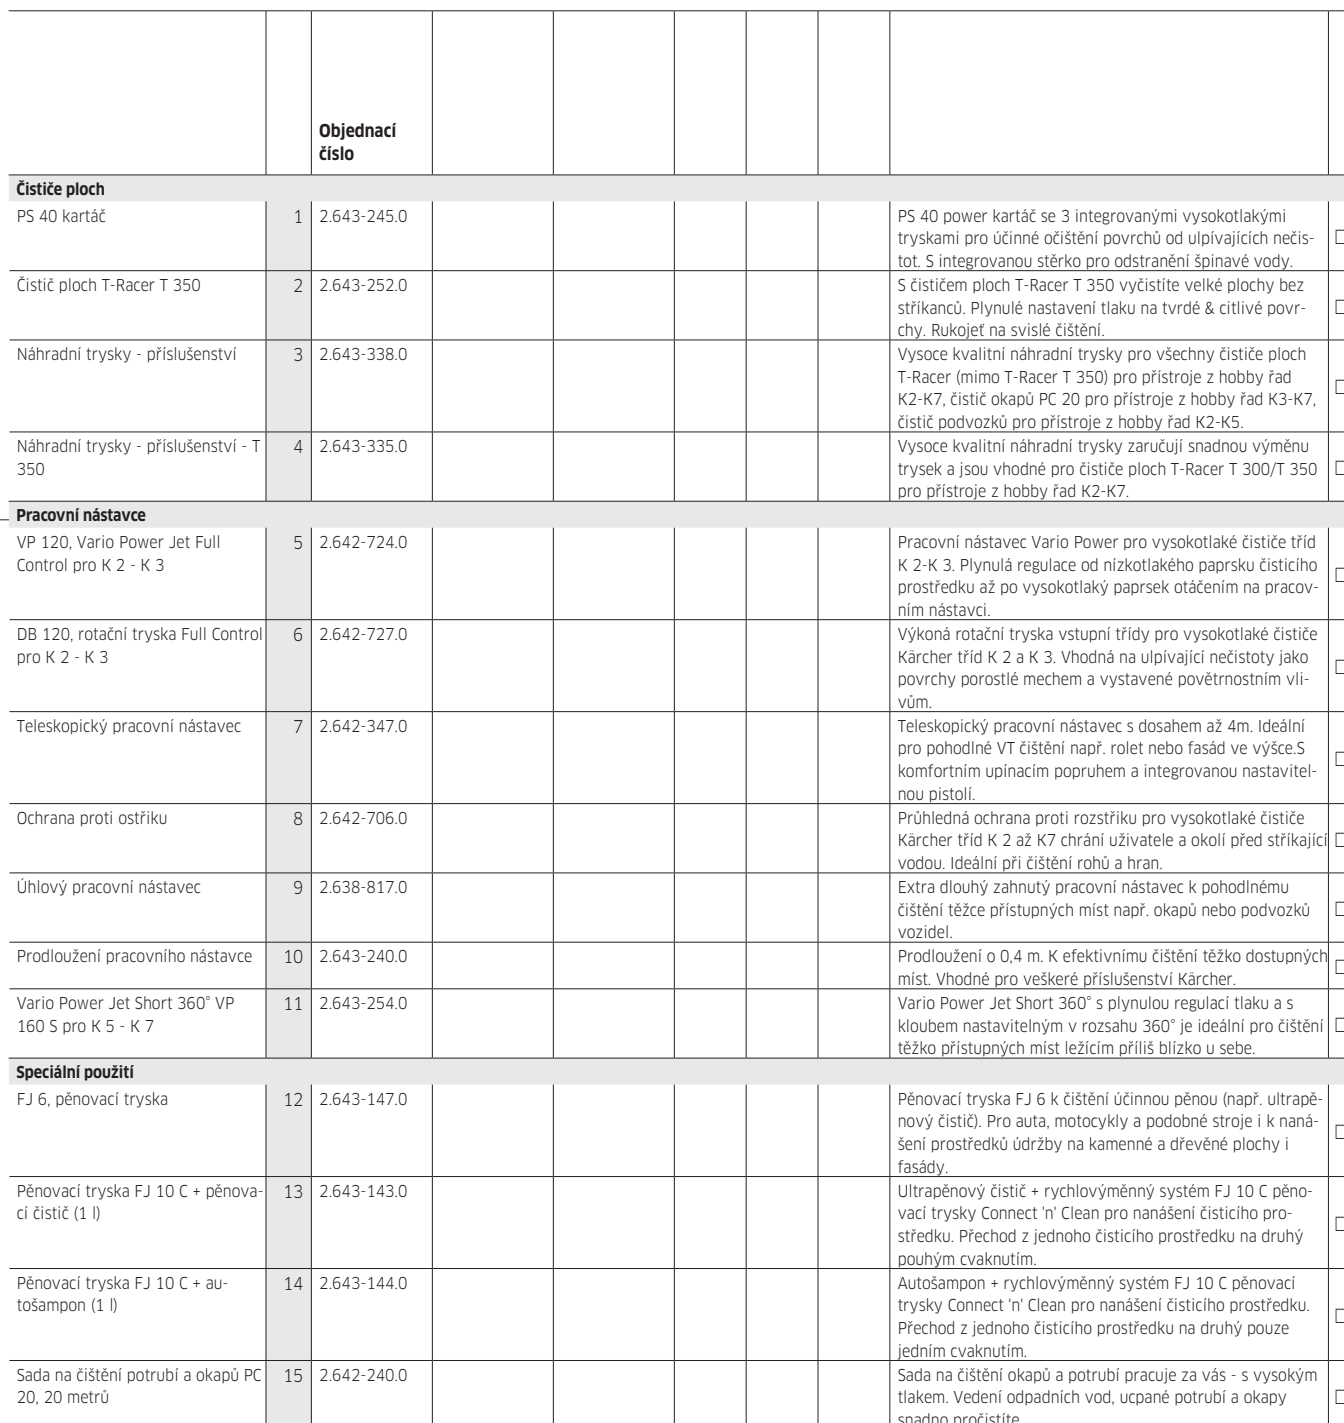 Objednací
číslo
Čističe ploch
PS 40 kartáč 1 2.643-245.0 PS 40 power kartáč se 3 integrovanými vysokotlakými
tryskami pro účinné očištění povrchů od ulpívajících nečis-
tot. S integrovanou stěrko pro odstranění špinavé vody.
Čistič ploch T-Racer T 350 2 2.643-252.0 S čističem ploch T-Racer T 350 vyčistíte velké plochy bez
stříkanců. Plynulé nastavení tlaku na tvrdé & citlivé povr-
chy. Rukojeť na svislé čištění.
Náhradní trysky - příslušenství 3 2.643-338.0 Vysoce kvalitní náhradní trysky pro všechny čističe ploch
T-Racer (mimo T-Racer T 350) pro přístroje z hobby řad
K2-K7, čistič okapů PC 20 pro přístroje z hobby řad K3-K7,
čistič podvozků pro přístroje z hobby řad K2-K5.
Náhradní trysky - příslušenství - T 4 2.643-335.0 Vysoce kvalitní náhradní trysky zaručují snadnou výměnu
350 trysek a jsou vhodné pro čističe ploch T-Racer T 300/T 350
pro přístroje z hobby řad K2-K7.
Pracovní nástavce
VP 120, Vario Power Jet Full 5 2.642-724.0 Pracovní nástavec Vario Power pro vysokotlaké čističe tříd
Control pro K 2 - K 3 K 2-K 3. Plynulá regulace od nízkotlakého paprsku čisticího
prostředku až po vysokotlaký paprsek otáčením na pracov-
ním nástavci.
DB 120, rotační tryska Full Control 6 2.642-727.0 Výkoná rotační tryska vstupní třídy pro vysokotlaké čističe
pro K 2 - K 3 Kärcher tříd K 2 a K 3. Vhodná na ulpívající nečistoty jako
povrchy porostlé mechem a vystavené povětrnostním vli-
vům.
Teleskopický pracovní nástavec 7 2.642-347.0 Teleskopický pracovní nástavec s dosahem až 4m. Ideální
pro pohodlné VT čištění např. rolet nebo fasád ve výšce.S
komfortním upínacím popruhem a integrovanou nastavitel-
nou pistolí.
Ochrana proti ostřiku 8 2.642-706.0 Průhledná ochrana proti rozstřiku pro vysokotlaké čističe
Kärcher tříd K 2 až K7 chrání uživatele a okolí před stříkající
vodou. Ideální při čištění rohů a hran.
Úhlový pracovní nástavec 9 2.638-817.0 Extra dlouhý zahnutý pracovní nástavec k pohodlnému
čištění těžce přístupných míst např. okapů nebo podvozků
vozidel.
Prodloužení pracovního nástavce 10 2.643-240.0 Prodloužení o 0,4 m. K efektivnímu čištění těžko dostupných
míst. Vhodné pro veškeré příslušenství Kärcher.
Vario Power Jet Short 360° VP 11 2.643-254.0 Vario Power Jet Short 360° s plynulou regulací tlaku a s
160 S pro K 5 - K 7 kloubem nastavitelným v rozsahu 360° je ideální pro čištění
těžko přístupných míst ležícím příliš blízko u sebe.
Speciální použití
FJ 6, pěnovací tryska 12 2.643-147.0 Pěnovací tryska FJ 6 k čištění účinnou pěnou (např. ultrapě-
nový čistič). Pro auta, motocykly a podobné stroje i k naná-
šení prostředků údržby na kamenné a dřevěné plochy i
fasády.
Pěnovací tryska FJ 10 C + pěnova- 13 2.643-143.0 Ultrapěnový čistič + rychlovýměnný systém FJ 10 C pěno-
cí čistič (1 l) vací trysky Connect 'n' Clean pro nanášení čisticího pro-
středku. Přechod z jednoho čisticího prostředku na druhý
pouhým cvaknutím.
Pěnovací tryska FJ 10 C + au- 14 2.643-144.0 Autošampon + rychlovýměnný systém FJ 10 C pěnovací
tošampon (1 l) trysky Connect 'n' Clean pro nanášení čisticího prostředku.
Přechod z jednoho čisticího prostředku na druhý pouze
jedním cvaknutím.
Sada na čištění potrubí a okapů PC 15 2.642-240.0 Sada na čištění okapů a potrubí pracuje za vás - s vysokým
20, 20 metrů tlakem. Vedení odpadních vod, ucpané potrubí a okapy
snadno pročistíte.